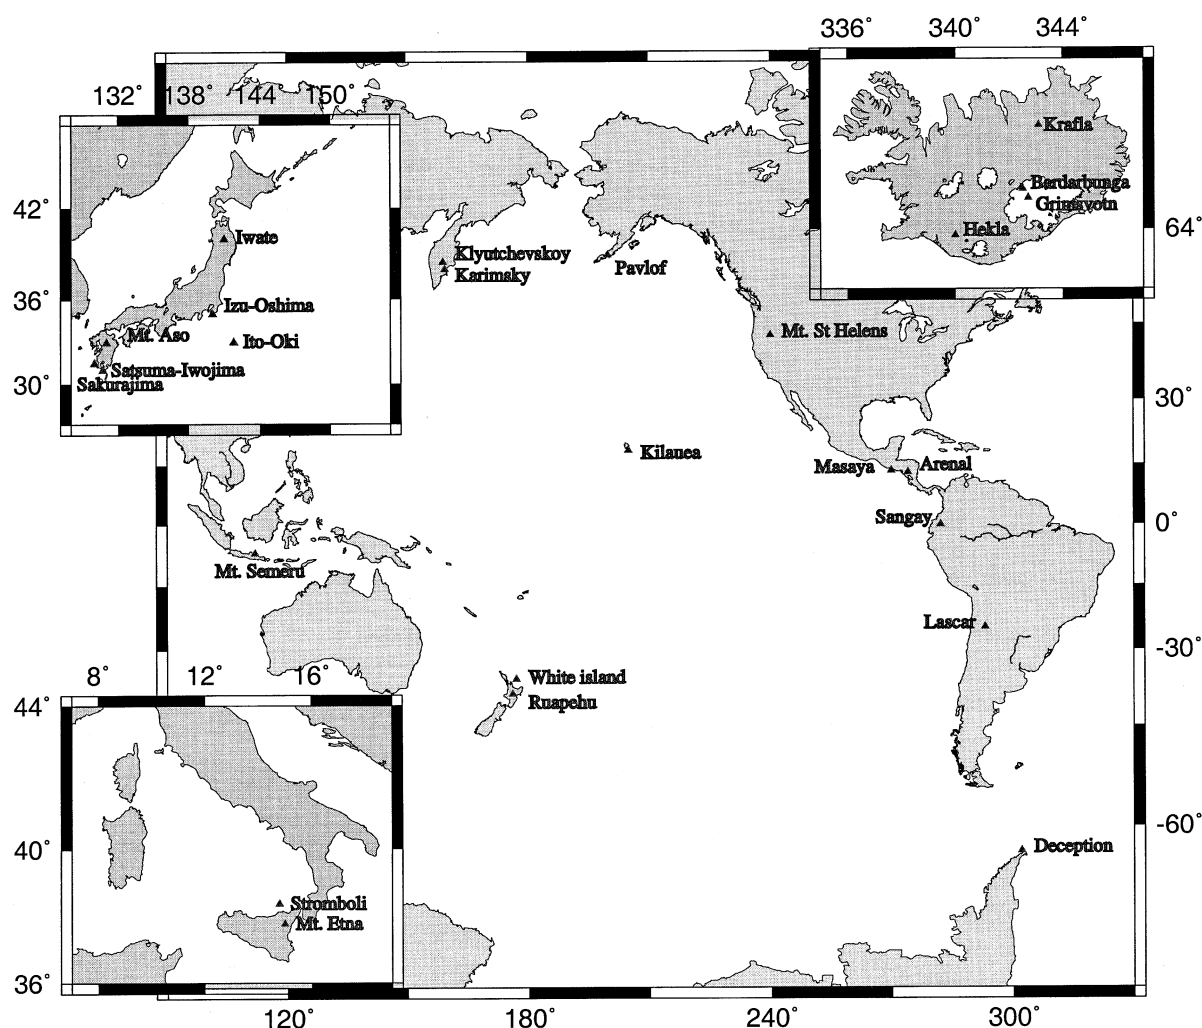 336° 340° 344°
132° 138° 144° 150°
Krafla
Bardarbunga
Grimsvotn
Hekla
64°
42°
36°
30°
Iwate
Izu-Oshima
Mt. Aso
Ito-Oki
Satsuma-Iwojima
Sakurajima
Klyutchevskoy
Karimsky
Pavlof
Mt. St Helens
30°
Kilauea
Masaya
Arenal
Sangay
0°
Mt. Semeru
Lascar
-30°
White island
Ruapehu
8° 12° 16°
44°
40°
36°
Stromboli
Mt. Etna
-60°
Deception
120° 180° 240° 300°